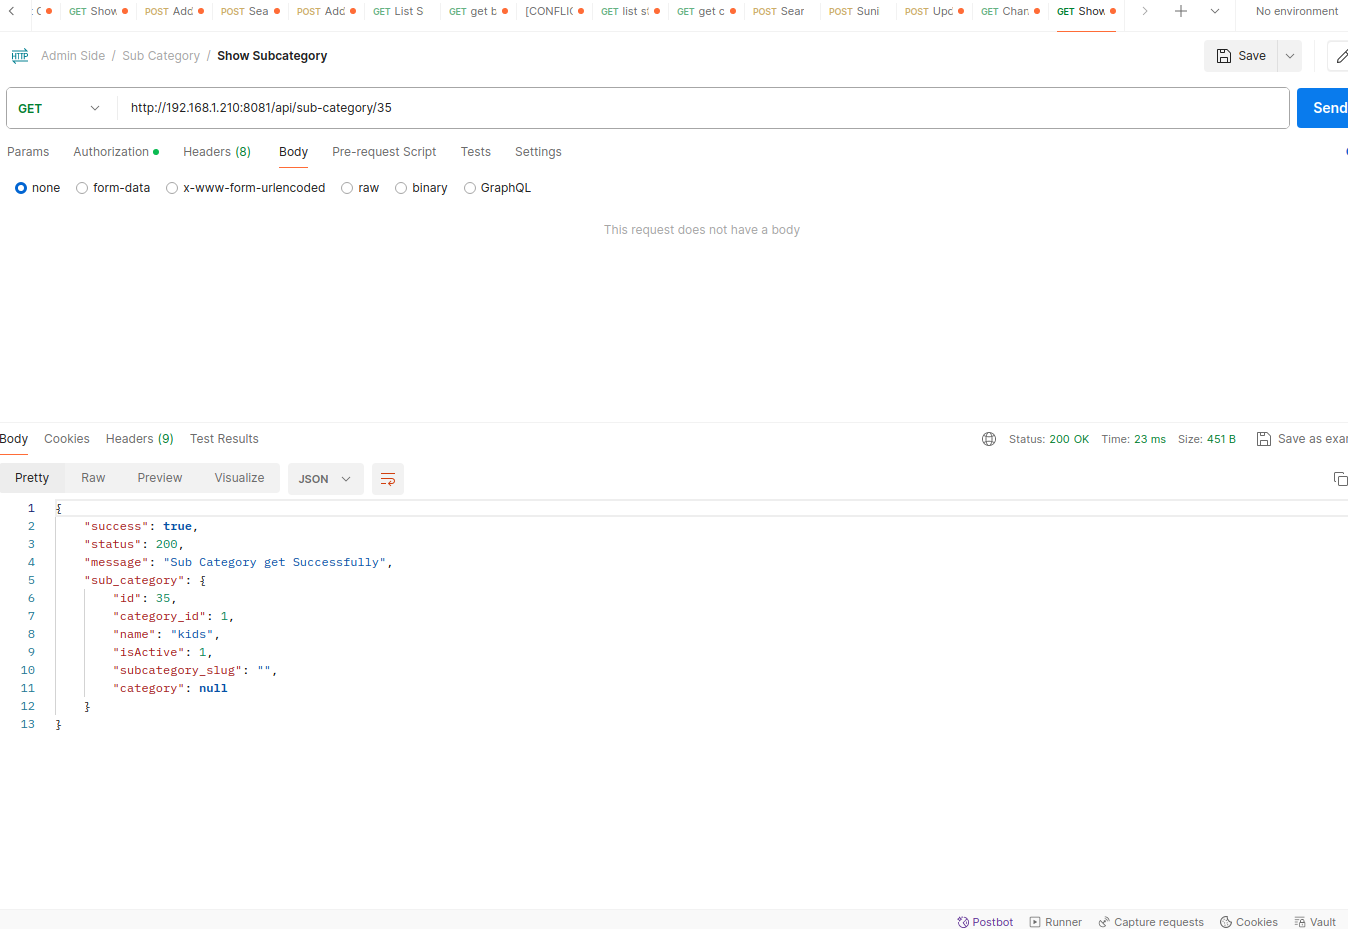 GET Show POST Add POST Sea POST Add GET List S GET get b [CONFLIC GET list st GET get c POST Sear POST Suni POST Upd GET Chan GET Show No environment
HTTP Admin Side / Sub Category / Show Subcategory Save
GET http://192.168.1.210:8081/api/sub-category/35 Send
Params Authorization Headers (8) Body Pre-request Script Tests Settings
none form-data x-www-form-urlencoded raw binary GraphQL
This request does not have a body
Body Cookies Headers (9) Test Results Status: 200 OK Time: 23 ms Size: 451 B Save as exam
Pretty Raw Preview Visualize JSON
1 {
2 "success": true,
3 "status": 200,
4 "message": "Sub Category get Successfully",
5 "sub_category": {
6 "id": 35,
7 "category_id": 1,
8 "name": "kids",
9 "isActive": 1,
10 "subcategory_slug": "",
11 "category": null
12 }
13 }
Postbot Runner Capture requests Cookies Vault